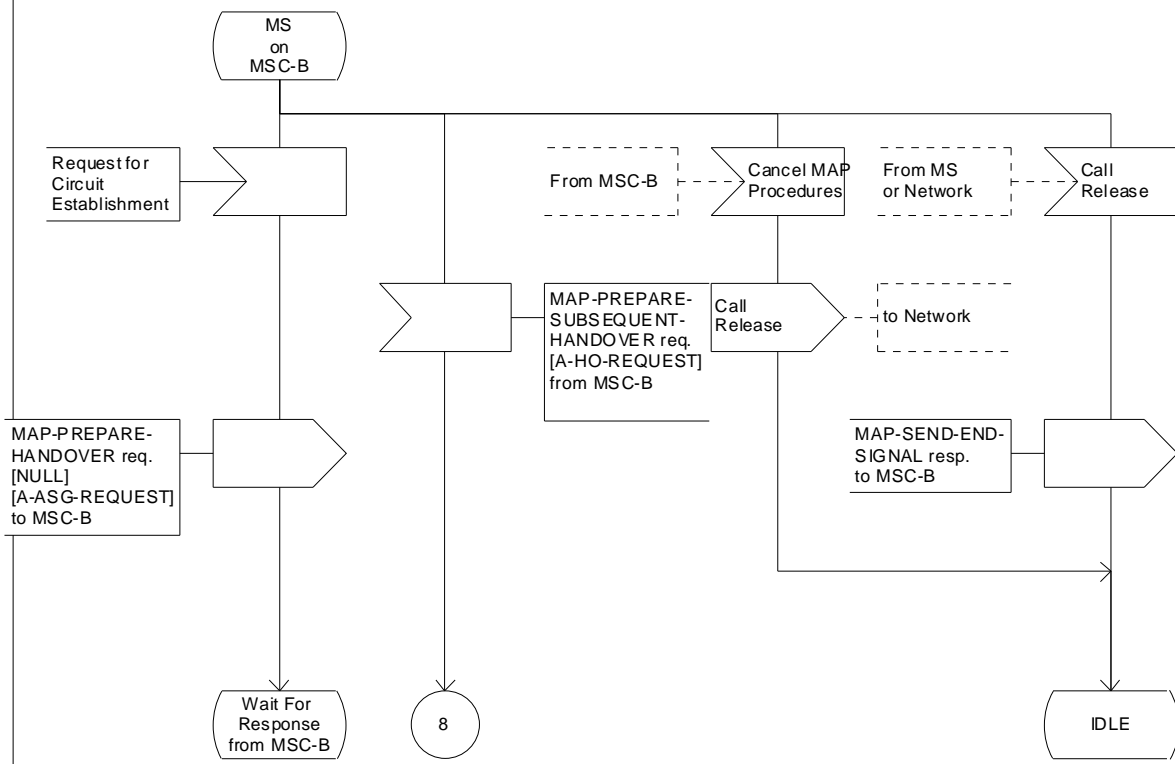 MS
on
MSC-B
Request for
Circuit
Establishment
From MSC-B
Cancel MAP
Procedures
From MS
or Network
Call
Release
MAP-PREPARE-
SUBSEQUENT-
HANDOVER req.
[A-HO-REQUEST]
from MSC-B
Call
Release
to Network
MAP-PREPARE-
HANDOVER req.
[NULL]
[A-ASG-REQUEST]
to MSC-B
MAP-SEND-END-
SIGNAL resp.
to MSC-B
Wait For
Response
from MSC-B
8
IDLE